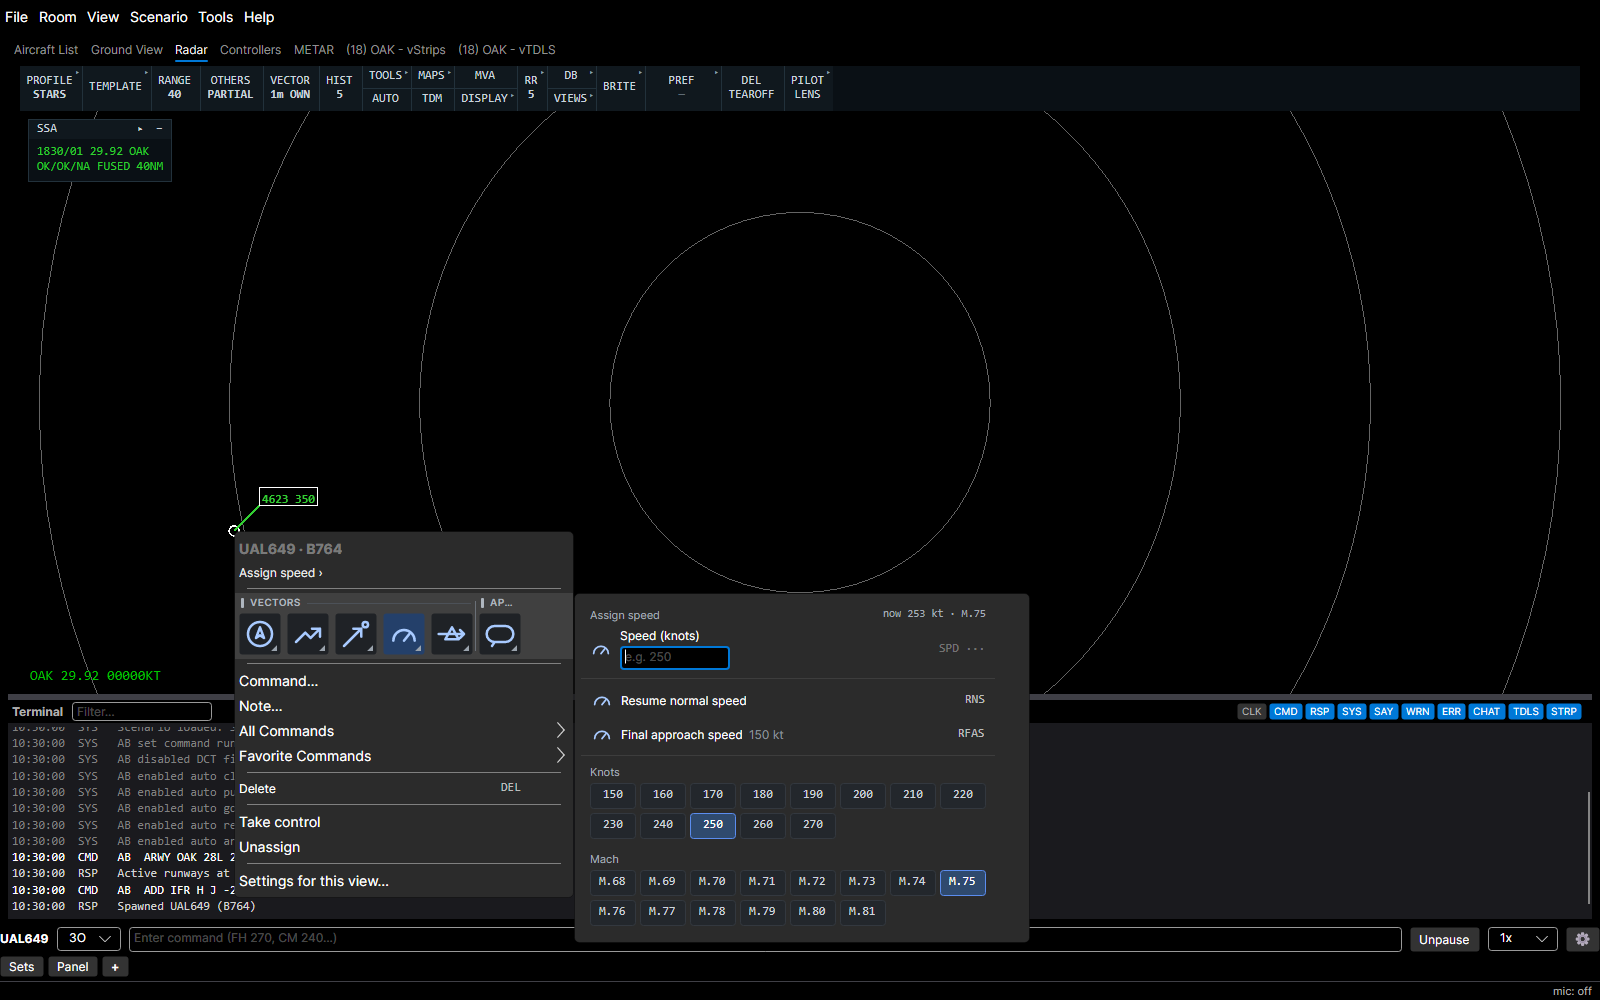 File Room View Scenario Tools Help
Aircraft List Ground View Radar Controllers METAR (18) OAK - vStrips (18) OAK - vTDLS
PROFILE STARS
TEMPLATE
RANGE 40
OTHERS PARTIAL
VECTOR 1m OWN
HIST 5
TOOLS
AUTO
MAPS
TDM
MVA
DISPLAY
RR 5
DB
VIEWS
BRITE
PREF —
DEL TEAROFF
PILOT LENS
SSA
1830/01 29.92 OAK
OK/OK/NA FUSED 40NM
4623 350
OAK 29.92 00000KT
UAL649 · B764
Assign speed ›
VECTORS
AP...
Command...
Note...
All Commands
Favorite Commands
Delete DEL
Take control
Unassign
Settings for this view...
Assign speed now 253 kt · M.75
Speed (knots)
e.g. 250
SPD ···
Resume normal speed RNS
Final approach speed 150 kt RFAS
Knots
150 160 170 180 190 200 210 220
230 240 250 260 270
Mach
M.68 M.69 M.70 M.71 M.72 M.73 M.74 M.75
M.76 M.77 M.78 M.79 M.80 M.81
Terminal Filter...
CLK CMD RSP SYS SAY WRN ERR CHAT TDLS STRP
10:30:00 SYS Scenario loaded:
10:30:00 SYS AB set command
10:30:00 SYS AB disabled DCT
10:30:00 SYS AB enabled auto
10:30:00 SYS AB enabled auto
10:30:00 SYS AB enabled auto
10:30:00 SYS AB enabled auto
10:30:00 SYS AB enabled auto
10:30:00 CMD AB ARWY OAK 28L
10:30:00 RSP Active runways at
10:30:00 CMD AB ADD IFR H J
10:30:00 RSP Spawned UAL649 (B764)
UAL649 3O Enter command (FH 270, CM 240...) Unpause 1x
Sets Panel +
mic: off